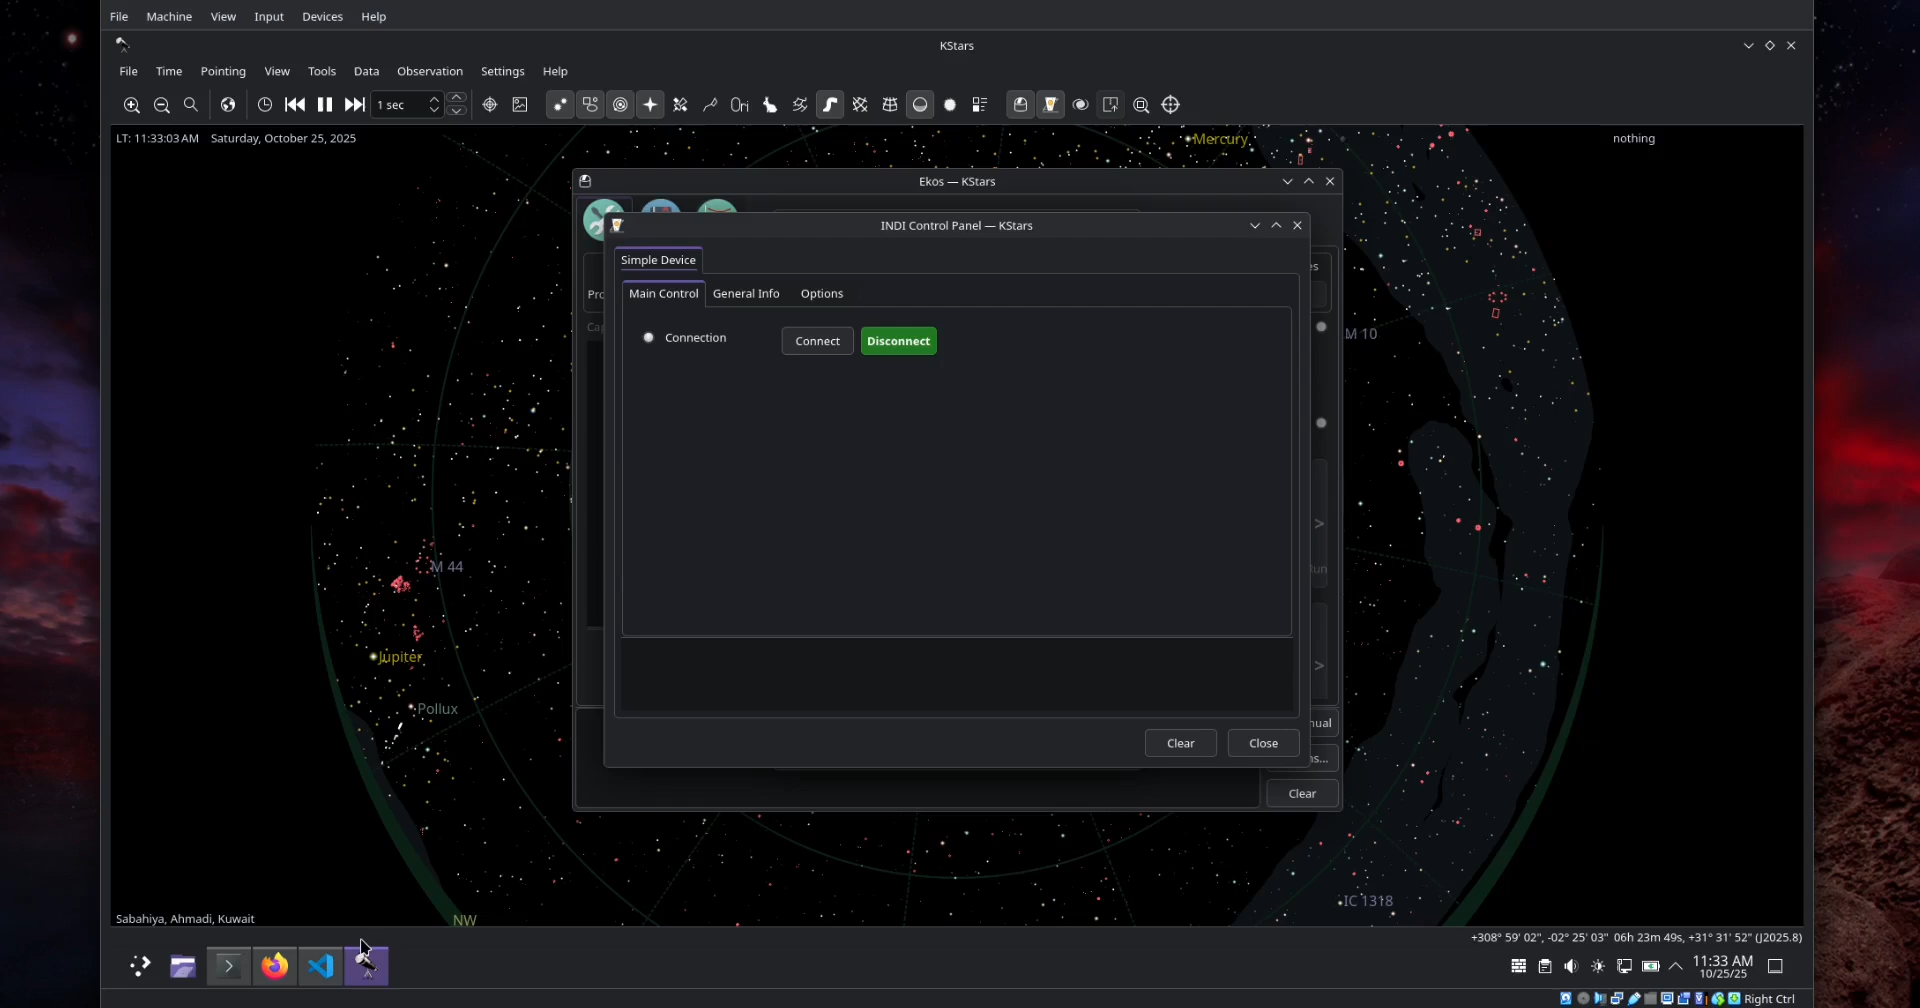 File Machine View Input Devices Help
KStars
File Time Pointing View Tools Data Observation Settings Help
1 sec Ori
LT: 11:33:03 AM Saturday, October 25, 2025
nothing
Mercury
Ekos — KStars
INDI Control Panel — KStars
Simple Device
Main Control General Info Options
Connection Connect Disconnect
M 10
M 44
Jupiter
Pollux
Clear Close
Clear
IC 1318
Sabahiya, Ahmadi, Kuwait
NW
+308° 59' 02", -02° 25' 03" 06h 23m 49s, +31° 31' 52" (J2025.8)
11:33 AM
10/25/25
Right Ctrl